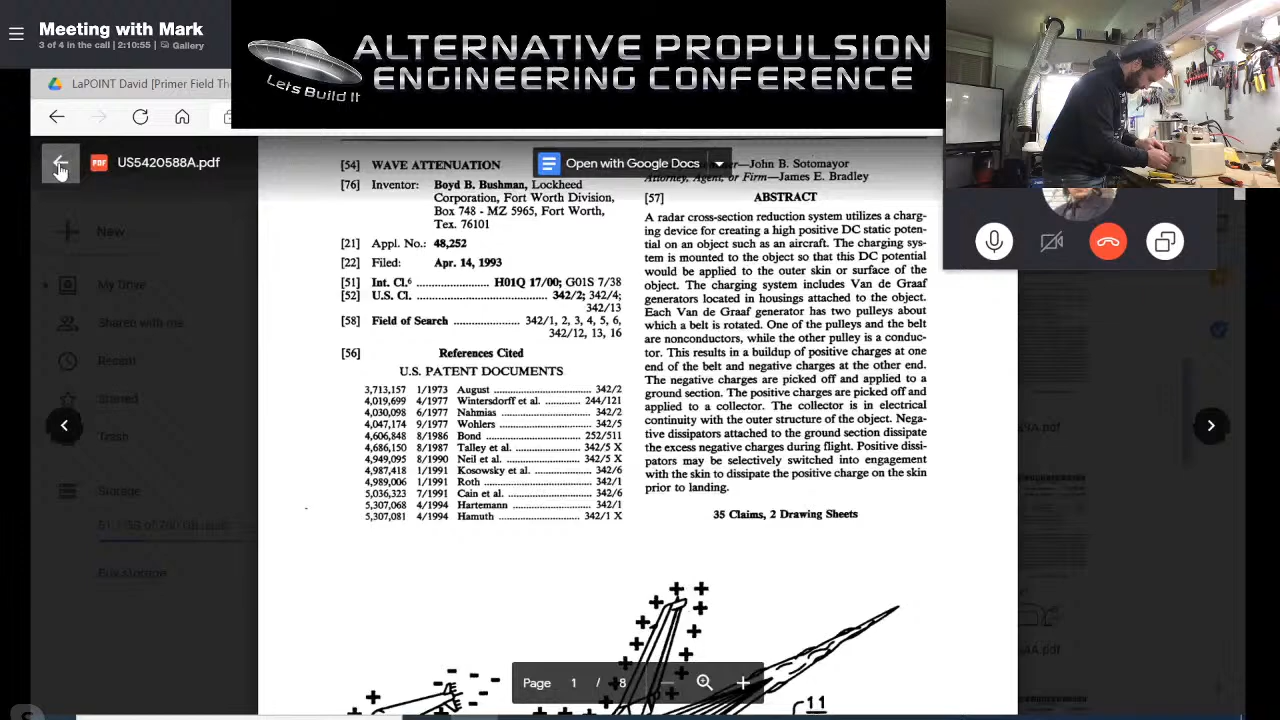 Meeting with Mark
3 of 4 in the call | 2:10:55 | Gallery
ALTERNATIVE PROPULSION
ENGINEERING CONFERENCE
Let's Build It
LaPOINT David [Primer Field Th
PDF
US5420588A.pdf
Open with Google Docs
New
My Drive
Shared with me
Recent
Starred
Trash
Storage
Buy storage
[54] WAVE ATTENUATION
[76] Inventor: Boyd B. Bushman, Lockheed
Corporation, Fort Worth Division,
Box 748 - MZ 5965, Fort Worth,
Tex. 76101
[21] Appl. No.: 48,252
[22] Filed: Apr. 14, 1993
[51] Int. Cl.⁶ ........ H01Q 17/00; G01S 7/38
[52] U.S. Cl. ........ 342/2; 342/4;
342/13
[58] Field of Search ........ 342/1, 2, 3, 4, 5, 6,
342/12, 13, 16
[56] References Cited
U.S. PATENT DOCUMENTS
3,713,157 1/1973 August ........ 342/2
4,019,699 4/1977 Wintersdorff et al. ........ 244/121
4,030,098 6/1977 Nahmias ........ 342/2
4,047,174 9/1977 Wohlers ........ 342/5
4,606,848 8/1986 Bond ........ 252/511
4,686,150 8/1987 Talley et al. ........ 342/5 X
4,949,095 8/1990 Neil et al. ........ 342/5 X
4,987,418 1/1991 Kosowsky et al. ........ 342/6
4,989,006 1/1991 Roth ........ 342/1
5,036,323 7/1991 Cain et al. ........ 342/6
5,307,068 4/1994 Hartemann ........ 342/1
5,307,081 4/1994 Hamuth ........ 342/1 X
—John B. Sotomayor
Attorney, Agent, or Firm—James E. Bradley
[57] ABSTRACT
A radar cross-section reduction system utilizes a charg-
ing device for creating a high positive DC static poten-
tial on an object such as an aircraft. The charging sys-
tem is mounted to the object so that this DC potential
would be applied to the outer skin or surface of the
object. The charging system includes Van de Graaf
generators located in housings attached to the object.
Each Van de Graaf generator has two pulleys about
which a belt is rotated. One of the pulleys and the belt
are nonconductors, while the other pulley is a conduc-
tor. This results in a buildup of positive charges at one
end of the belt and negative charges at the other end.
The negative charges are picked off and applied to a
ground section. The positive charges are picked off and
applied to a collector. The collector is in electrical
continuity with the outer structure of the object. Nega-
tive dissipators attached to the ground section dissipate
the excess negative charges during flight. Positive dissi-
pators may be selectively switched into engagement
with the skin to dissipate the positive charge on the skin
prior to landing.
35 Claims, 2 Drawing Sheets
11
Page 1 / 8